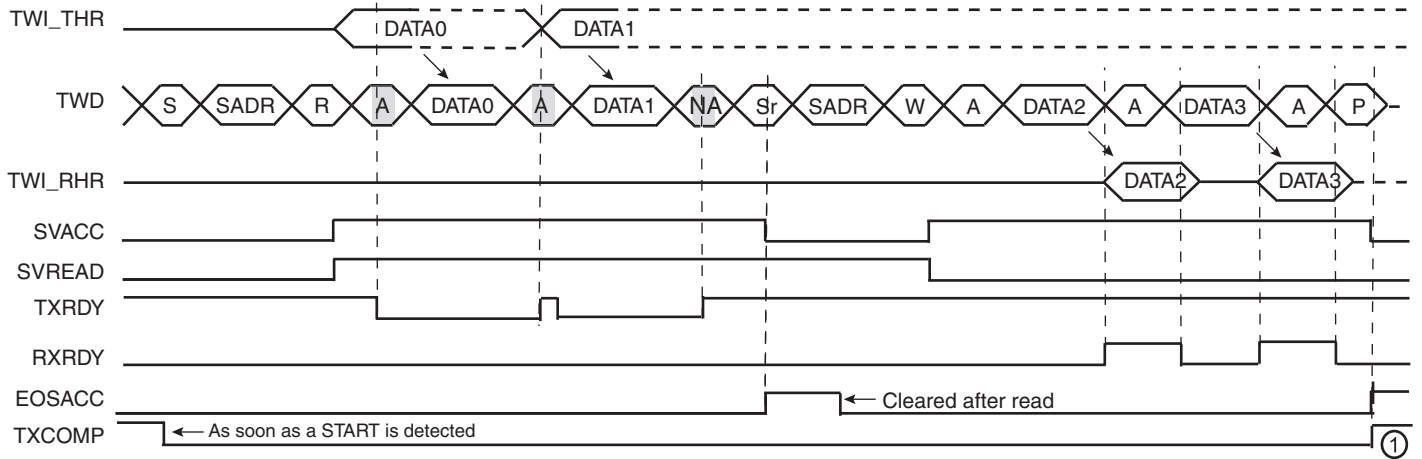 TWI_THR DATA0 DATA1
TWD S SADR R A DATA0 A DATA1 NA Sr SADR W A DATA2 A DATA3 A P
TWI_RHR DATA2 DATA3
SVACC
SVREAD
TXRDY
RXRDY
EOSACC Cleared after read
TXCOMP As soon as a START is detected 1